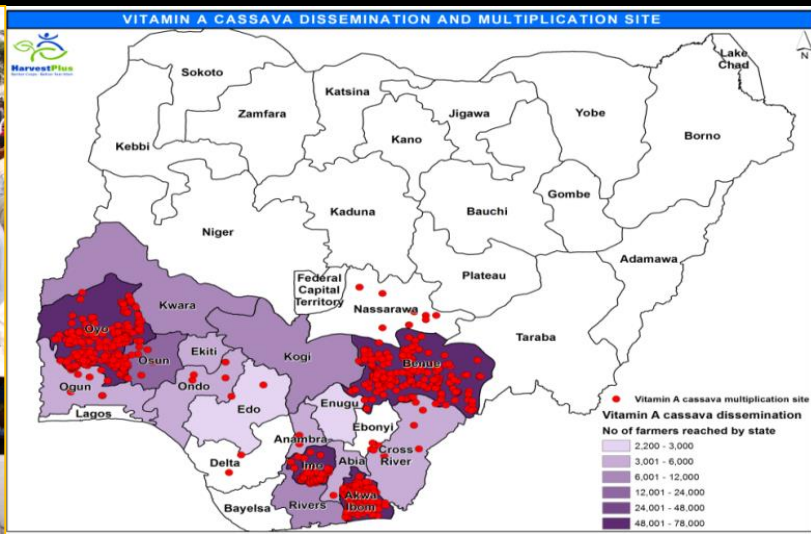 VITAMIN A CASSAVA DISSEMINATION AND MULTIPLICATION SITE
HarvestPlus
N
Lake
Chad
Sokoto
Katsina
Zamfara
Jigawa
Yobe
Kano
Borno
Kebbi
Gombe
Kaduna
Bauchi
Niger
Adamawa
Plateau
Federal
Capital
Territory
Nassarawa
Kwara
Taraba
Oyo
Osun
Ekiti
Kogi
Benue
Ogun
Ondo
Edo
Enugu
Lagos
Ebonyi
Anambra
Cross
River
Delta
Imo
Abia
Akwa
Ibom
Bayelsa
Rivers
Vitamin A cassava multiplication site
Vitamin A cassava dissemination
No of farmers reached by state
2,200 - 3,000
3,001 - 6,000
6,001 - 12,000
12,001 - 24,000
24,001 - 48,000
48,001 - 78,000